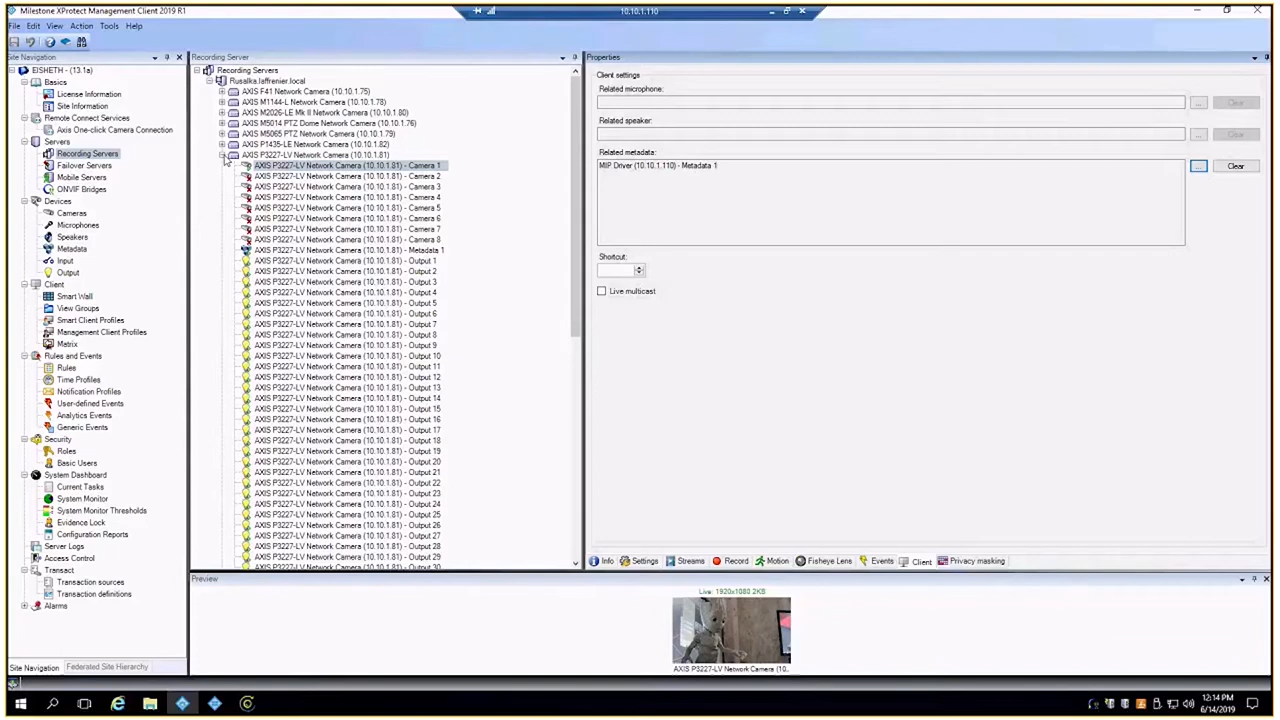 Milestone XProtect Management Client 2019 R1
10.10.1.110
File Edit View Action Tools Help
Site Navigation
EISHETH - (13.1a)
Basics
License Information
Site Information
Remote Connect Services
Axis One-click Camera Connection
Servers
Recording Servers
Failover Servers
Mobile Servers
ONVIF Bridges
Devices
Cameras
Microphones
Speakers
Metadata
Input
Output
Client
Smart Wall
View Groups
Smart Client Profiles
Management Client Profiles
Matrix
Rules and Events
Rules
Time Profiles
Notification Profiles
User-defined Events
Analytics Events
Generic Events
Security
Roles
Basic Users
System Dashboard
Current Tasks
System Monitor
System Monitor Thresholds
Evidence Lock
Configuration Reports
Server Logs
Access Control
Transact
Transaction sources
Transaction definitions
Alarms
Site Navigation Federated Site Hierarchy
Recording Server
Recording Servers
Rusalka.laffrenier.local
AXIS F41 Network Camera (10.10.1.75)
AXIS M1144-L Network Camera (10.10.1.78)
AXIS M2026-LE Mk II Network Camera (10.10.1.80)
AXIS M5014 PTZ Dome Network Camera (10.10.1.76)
AXIS M5065 PTZ Network Camera (10.10.1.79)
AXIS P1435-LE Network Camera (10.10.1.82)
AXIS P3227-LV Network Camera (10.10.1.81)
AXIS P3227-LV Network Camera (10.10.1.81) - Camera 1
AXIS P3227-LV Network Camera (10.10.1.81) - Camera 2
AXIS P3227-LV Network Camera (10.10.1.81) - Camera 3
AXIS P3227-LV Network Camera (10.10.1.81) - Camera 4
AXIS P3227-LV Network Camera (10.10.1.81) - Camera 5
AXIS P3227-LV Network Camera (10.10.1.81) - Camera 6
AXIS P3227-LV Network Camera (10.10.1.81) - Camera 7
AXIS P3227-LV Network Camera (10.10.1.81) - Camera 8
AXIS P3227-LV Network Camera (10.10.1.81) - Metadata 1
AXIS P3227-LV Network Camera (10.10.1.81) - Output 1
AXIS P3227-LV Network Camera (10.10.1.81) - Output 2
AXIS P3227-LV Network Camera (10.10.1.81) - Output 3
AXIS P3227-LV Network Camera (10.10.1.81) - Output 4
AXIS P3227-LV Network Camera (10.10.1.81) - Output 5
AXIS P3227-LV Network Camera (10.10.1.81) - Output 6
AXIS P3227-LV Network Camera (10.10.1.81) - Output 7
AXIS P3227-LV Network Camera (10.10.1.81) - Output 8
AXIS P3227-LV Network Camera (10.10.1.81) - Output 9
AXIS P3227-LV Network Camera (10.10.1.81) - Output 10
AXIS P3227-LV Network Camera (10.10.1.81) - Output 11
AXIS P3227-LV Network Camera (10.10.1.81) - Output 12
AXIS P3227-LV Network Camera (10.10.1.81) - Output 13
AXIS P3227-LV Network Camera (10.10.1.81) - Output 14
AXIS P3227-LV Network Camera (10.10.1.81) - Output 15
AXIS P3227-LV Network Camera (10.10.1.81) - Output 16
AXIS P3227-LV Network Camera (10.10.1.81) - Output 17
AXIS P3227-LV Network Camera (10.10.1.81) - Output 18
AXIS P3227-LV Network Camera (10.10.1.81) - Output 19
AXIS P3227-LV Network Camera (10.10.1.81) - Output 20
AXIS P3227-LV Network Camera (10.10.1.81) - Output 21
AXIS P3227-LV Network Camera (10.10.1.81) - Output 22
AXIS P3227-LV Network Camera (10.10.1.81) - Output 23
AXIS P3227-LV Network Camera (10.10.1.81) - Output 24
AXIS P3227-LV Network Camera (10.10.1.81) - Output 25
AXIS P3227-LV Network Camera (10.10.1.81) - Output 26
AXIS P3227-LV Network Camera (10.10.1.81) - Output 27
AXIS P3227-LV Network Camera (10.10.1.81) - Output 28
AXIS P3227-LV Network Camera (10.10.1.81) - Output 29
AXIS P3227-LV Network Camera (10.10.1.81) - Output 30
Properties
Client settings
Related microphone:
... Clear
Related speaker:
... Clear
Related metadata:
MIP Driver (10.10.1.110) - Metadata 1
... Clear
Shortcut:
Live multicast
Info Settings Streams Record Motion Fisheye Lens Events Client Privacy masking
Preview
Live: 1920x1080 2KB
AXIS P3227-LV Network Camera (10...
12:14 PM
6/14/2019